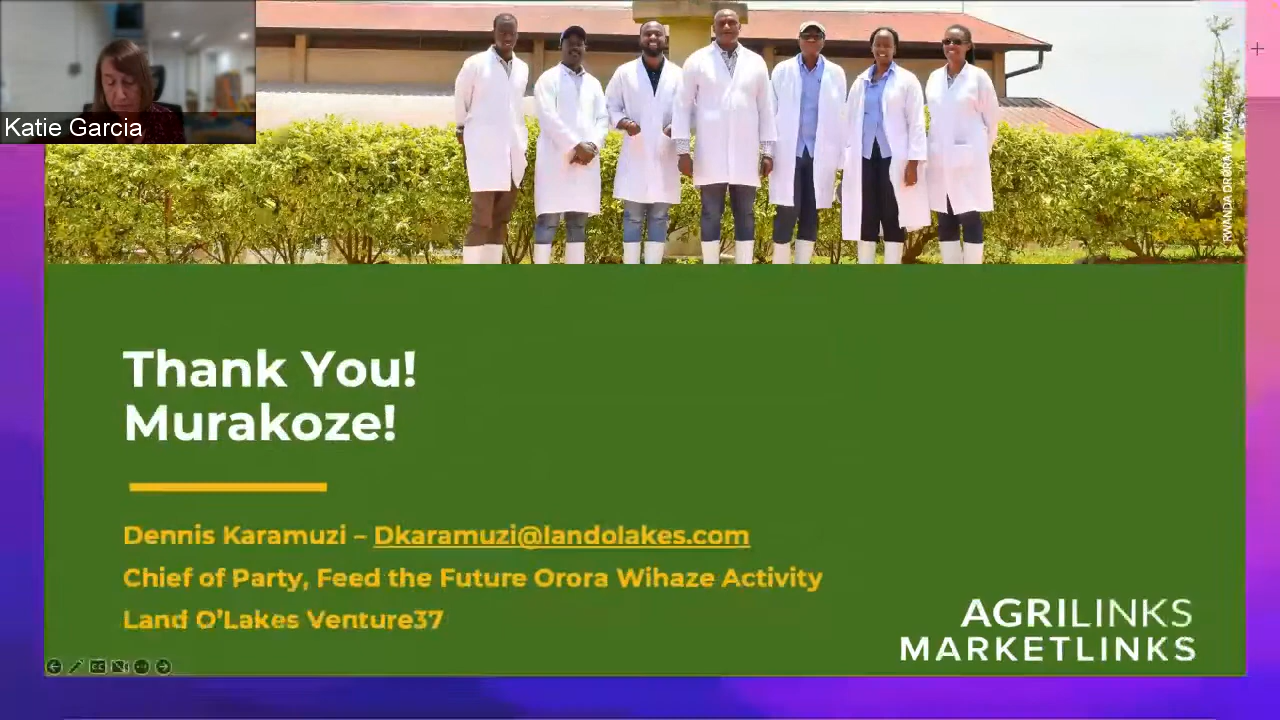 Katie Garcia
Thank You!
Murakoze!
Dennis Karamuzi – Dkaramuzi@landolakes.com
Chief of Party, Feed the Future Orora Wihaze Activity
Land O'Lakes Venture37
AGRILINKS
MARKETLINKS